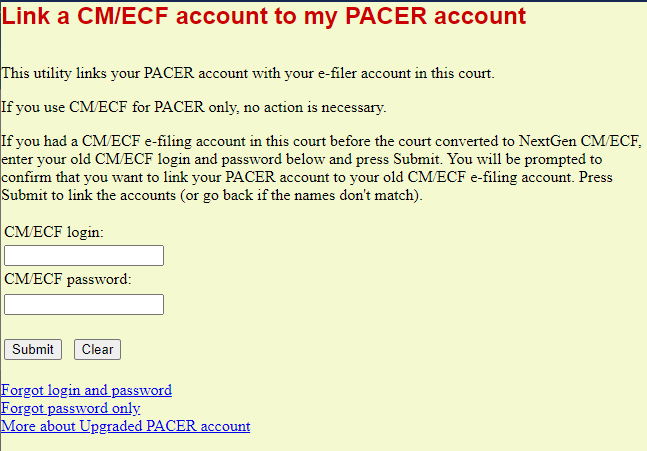 Link a CM/ECF account to my PACER account
This utility links your PACER account with your e-filer account in this court.
If you use CM/ECF for PACER only, no action is necessary.
If you had a CM/ECF e-filing account in this court before the court converted to NextGen CM/ECF,
enter your old CM/ECF login and password below and press Submit. You will be prompted to
confirm that you want to link your PACER account to your old CM/ECF e-filing account. Press
Submit to link the accounts (or go back if the names don't match).
CM/ECF login:
CM/ECF password:
Submit Clear
Forgot login and password
Forgot password only
More about Upgraded PACER account